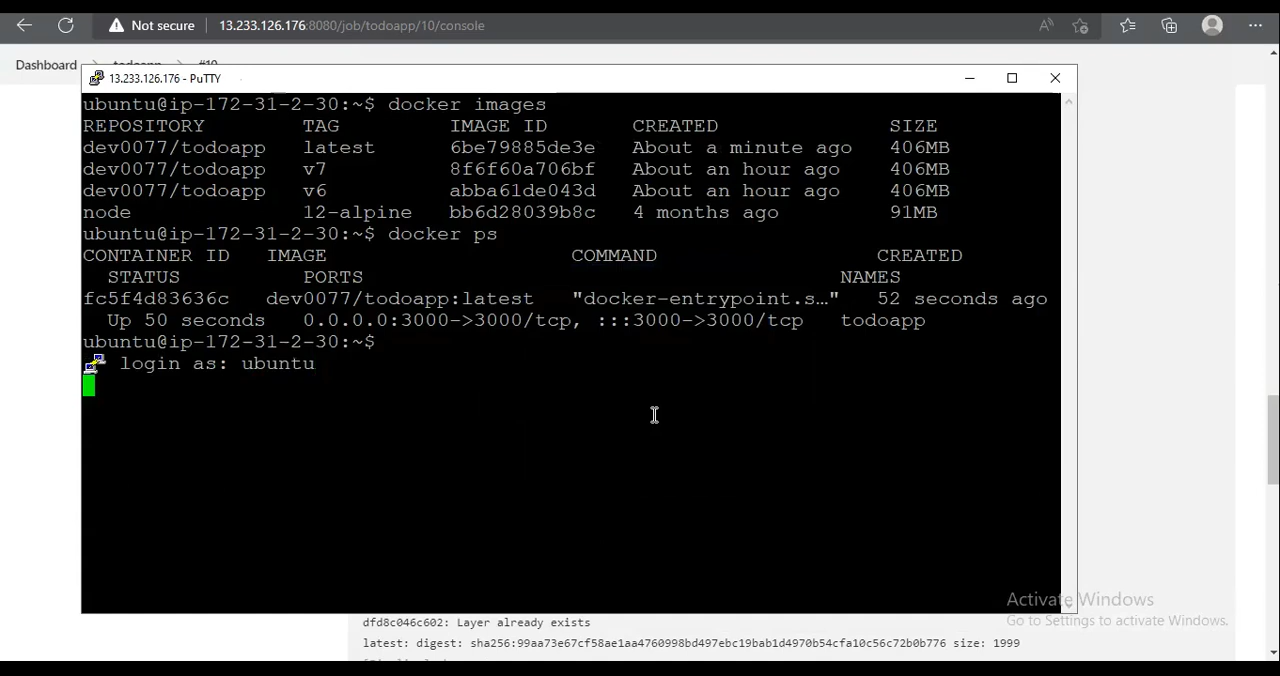 Not secure 13.233.126.176:8080/job/todoapp/10/console
Dashboard todoapp #10
13.233.126.176 - PuTTY
ubuntu@ip-172-31-2-30:~$ docker images
REPOSITORY TAG IMAGE ID CREATED SIZE
dev0077/todoapp latest 6be79885de3e About a minute ago 406MB
dev0077/todoapp v7 8f6f60a706bf About an hour ago 406MB
dev0077/todoapp v6 abba61de043d About an hour ago 406MB
node 12-alpine bb6d28039b8c 4 months ago 91MB
ubuntu@ip-172-31-2-30:~$ docker ps
CONTAINER ID IMAGE COMMAND CREATED
STATUS PORTS NAMES
fc5f4d83636c dev0077/todoapp:latest "docker-entrypoint.s…" 52 seconds ago
Up 50 seconds 0.0.0.0:3000->3000/tcp, :::3000->3000/tcp todoapp
ubuntu@ip-172-31-2-30:~$
login as: ubuntu
Activate Windows
Go to Settings to activate Windows.
dfd8c046c602: Layer already exists
latest: digest: sha256:99aa73e67cf58ae1aa4760998bd497ebc19bab1d4970b54cfa10c56c72b0b776 size: 1999